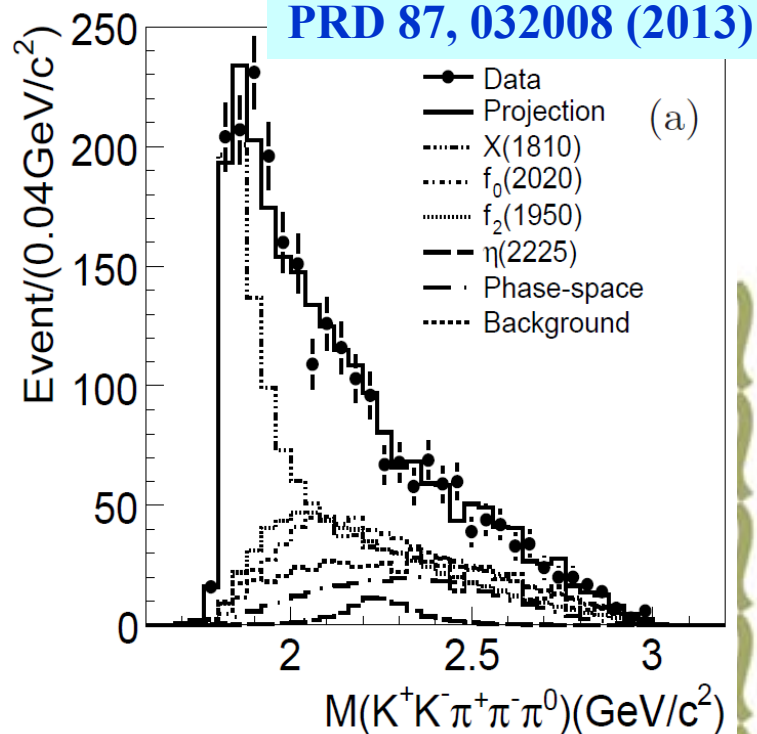 PRD 87, 032008 (2013)
Event/(0.04GeV/c²)
250
200
150
100
50
0
Data
Projection
X(1810)
f₀(2020)
f₂(1950)
η(2225)
Phase-space
Background
(a)
2
2.5
3
M(K⁺K⁻π⁺π⁻π⁰)(GeV/c²)